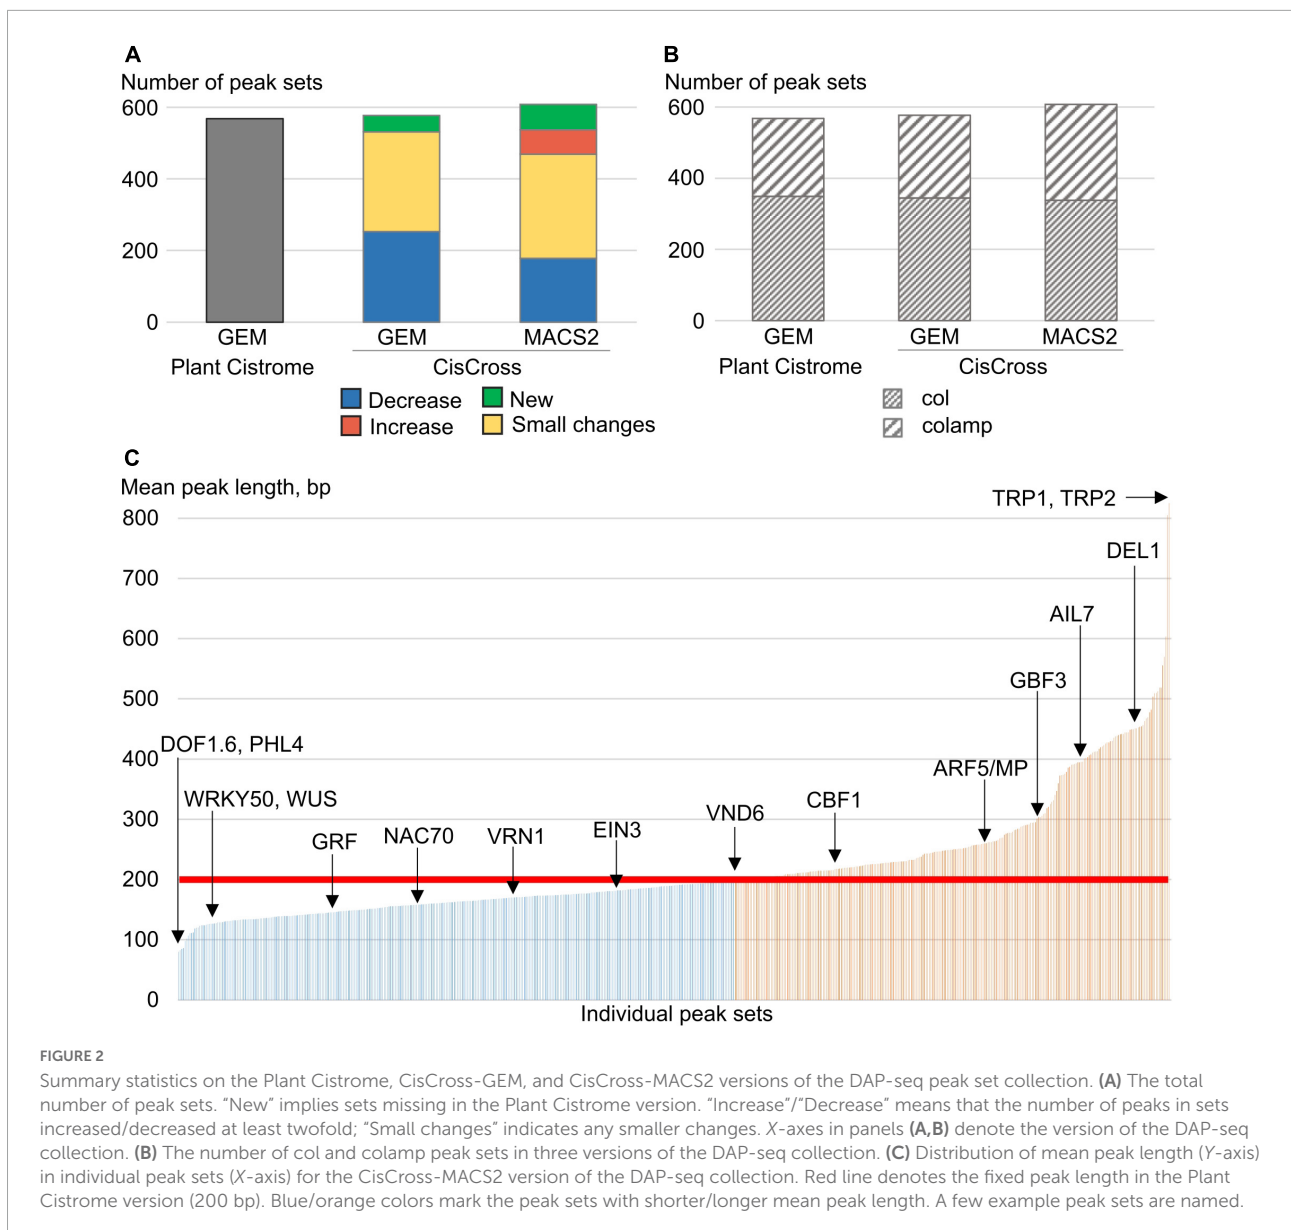 A
Number of peak sets
600
400
200
0
GEM
GEM
MACS2
Plant Cistrome
CisCross
Decrease
New
Increase
Small changes
B
Number of peak sets
600
400
200
0
GEM
GEM
MACS2
Plant Cistrome
CisCross
col
colamp
C
Mean peak length, bp
800
700
600
500
400
300
200
100
0
TRP1, TRP2
DEL1
AIL7
GBF3
DOF1.6, PHL4
ARF5/MP
WRKY50, WUS
CBF1
VND6
EIN3
GRF
NAC70
VRN1
Individual peak sets
FIGURE 2
Summary statistics on the Plant Cistrome, CisCross-GEM, and CisCross-MACS2 versions of the DAP-seq peak set collection. (A) The total
number of peak sets. “New” implies sets missing in the Plant Cistrome version. “Increase”/“Decrease” means that the number of peaks in sets
increased/decreased at least twofold; “Small changes” indicates any smaller changes. X-axes in panels (A,B) denote the version of the DAP-seq
collection. (B) The number of col and colamp peak sets in three versions of the DAP-seq collection. (C) Distribution of mean peak length (Y-axis)
in individual peak sets (X-axis) for the CisCross-MACS2 version of the DAP-seq collection. Red line denotes the fixed peak length in the Plant
Cistrome version (200 bp). Blue/orange colors mark the peak sets with shorter/longer mean peak length. A few example peak sets are named.